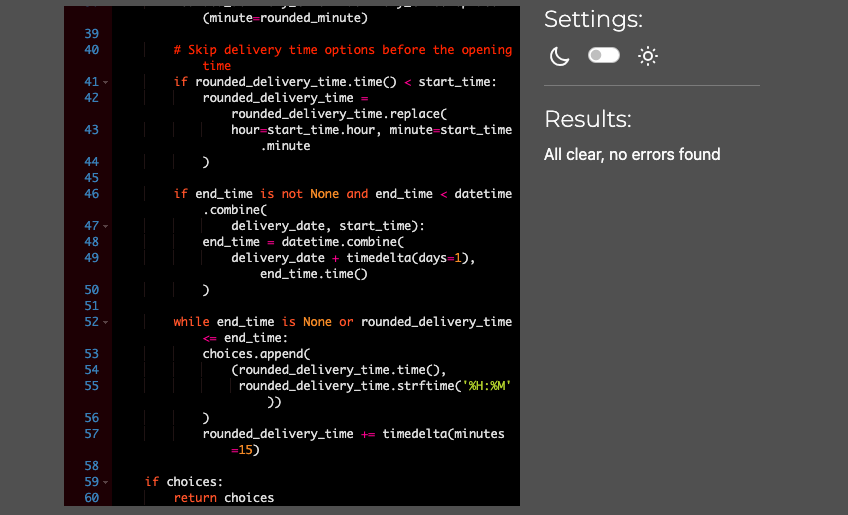 (minute=rounded_minute)
39
40 # Skip delivery time options before the opening
time
41 if rounded_delivery_time.time() < start_time:
42 rounded_delivery_time =
rounded_delivery_time.replace(
43 hour=start_time.hour, minute=start_time
.minute
44 )
45
46 if end_time is not None and end_time < datetime
.combine(
47 delivery_date, start_time):
48 end_time = datetime.combine(
49 delivery_date + timedelta(days=1),
end_time.time()
50 )
51
52 while end_time is None or rounded_delivery_time
<= end_time:
53 choices.append(
54 (rounded_delivery_time.time(),
55 rounded_delivery_time.strftime('%H:%M'
))
56 )
57 rounded_delivery_time += timedelta(minutes
=15)
58
59 if choices:
60 return choices
Settings:
Results:
All clear, no errors found